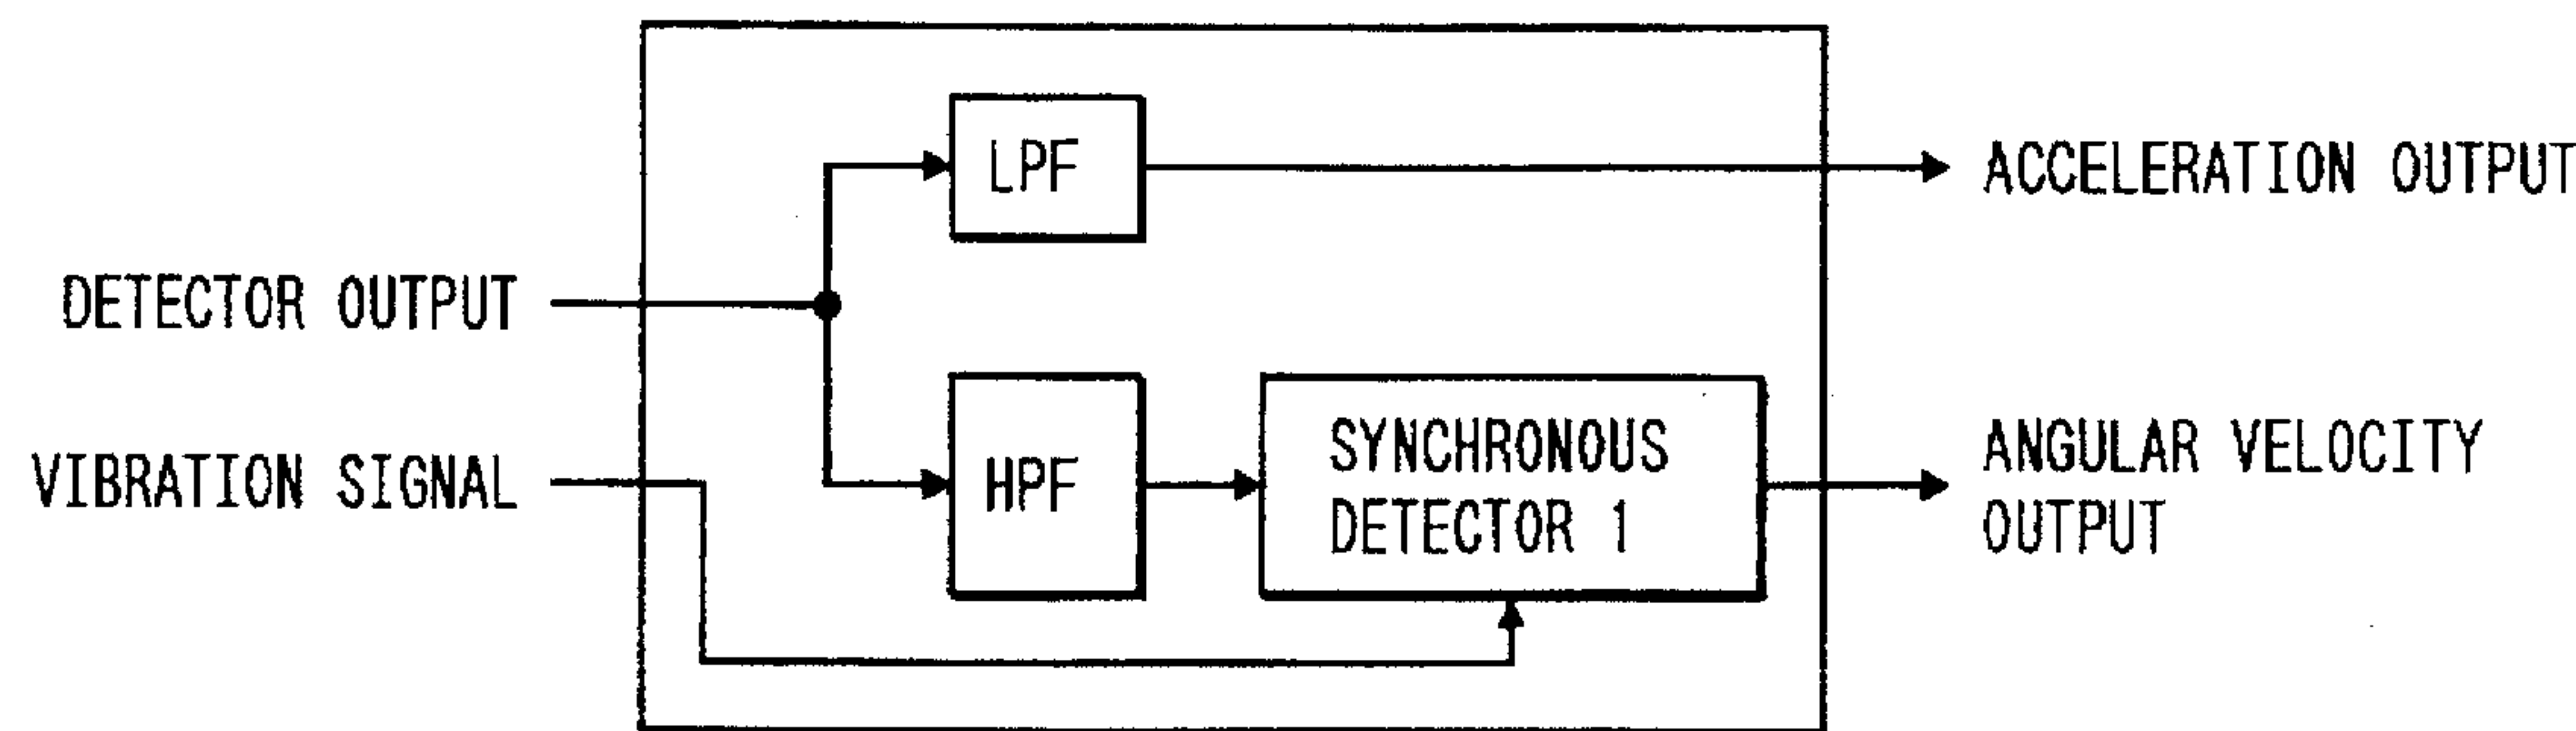 LPF
ACCELERATION OUTPUT
DETECTOR OUTPUT
VIBRATION SIGNAL
HPF
SYNCHRONOUS
DETECTOR 1
ANGULAR VELOCITY
OUTPUT